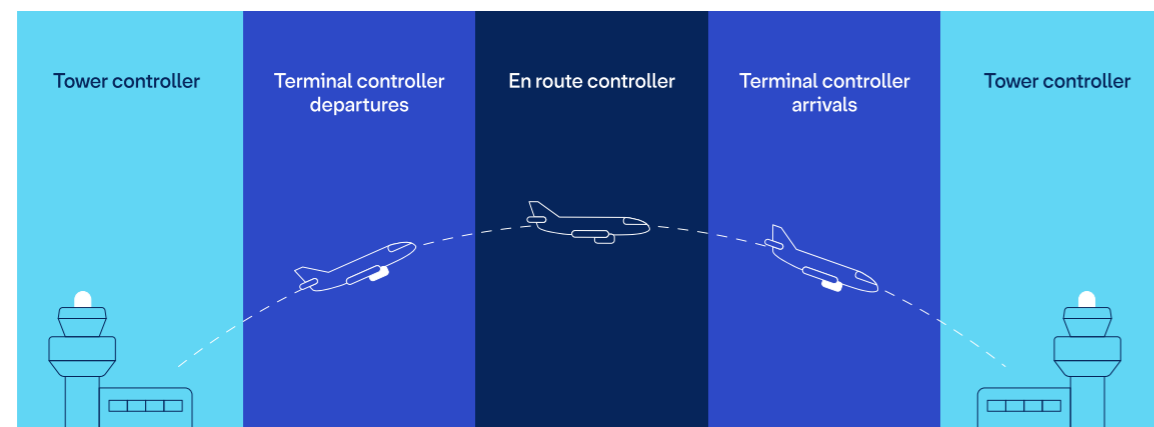 Tower controller
Terminal controller
departures
En route controller
Terminal controller
arrivals
Tower controller